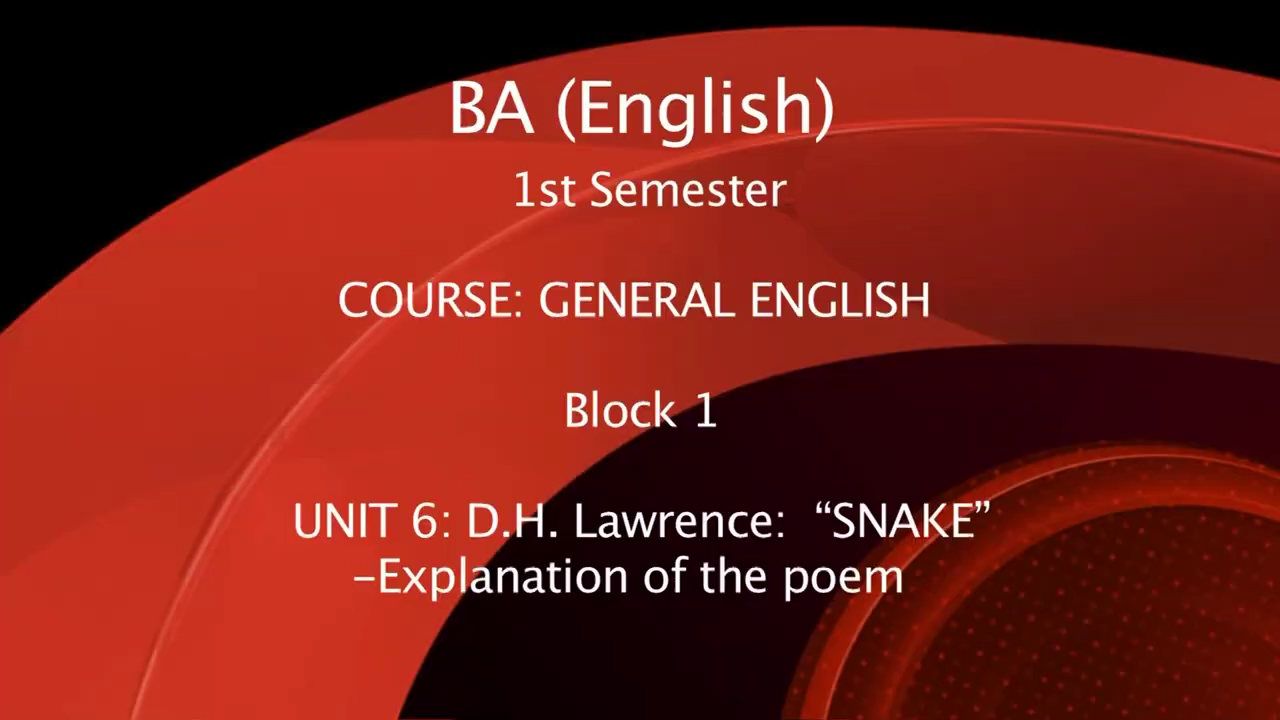 BA (English)
1st Semester
COURSE: GENERAL ENGLISH
Block 1
UNIT 6: D.H. Lawrence: “SNAKE”
–Explanation of the poem